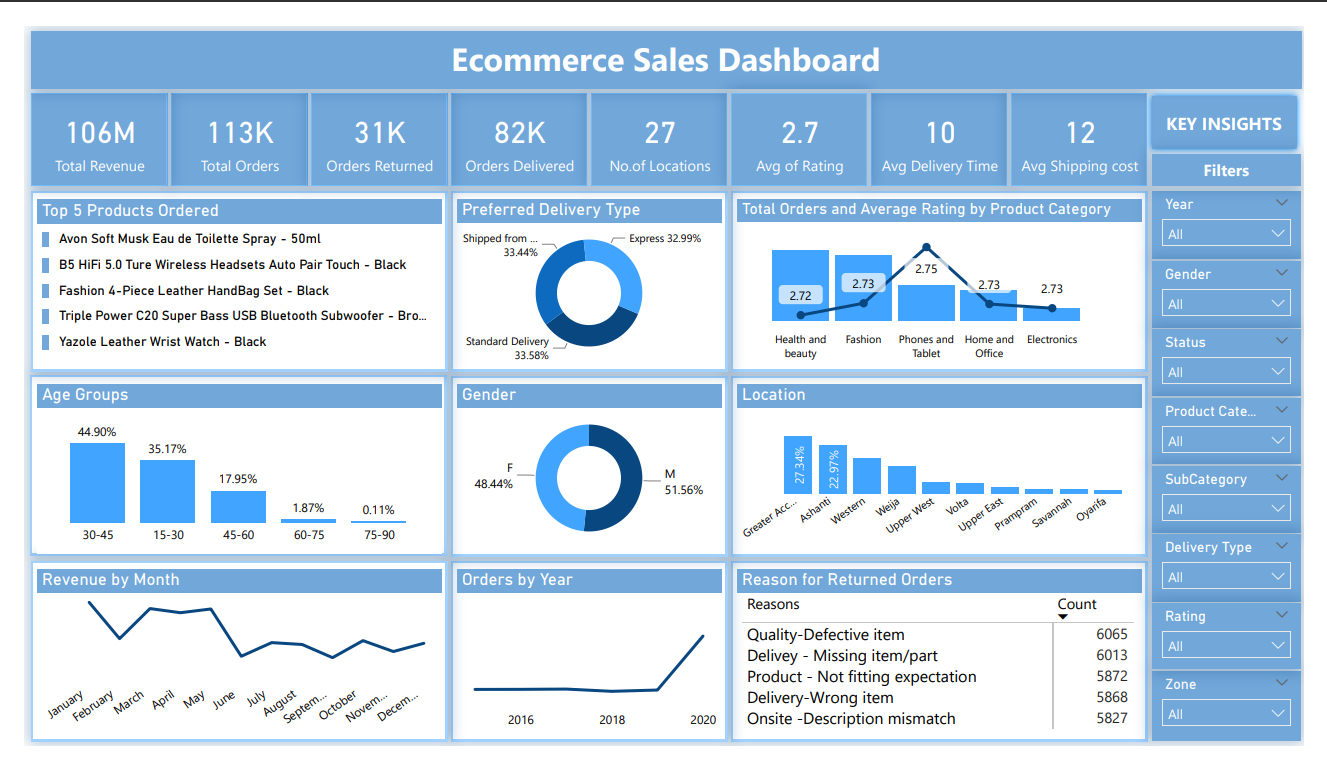 Ecommerce Sales Dashboard
106M
Total Revenue
113K
Total Orders
31K
Orders Returned
82K
Orders Delivered
27
No.of Locations
2.7
Avg of Rating
10
Avg Delivery Time
12
Avg Shipping cost
KEY INSIGHTS
Filters
Top 5 Products Ordered
Avon Soft Musk Eau de Toilette Spray - 50ml
B5 HiFi 5.0 Ture Wireless Headsets Auto Pair Touch - Black
Fashion 4-Piece Leather HandBag Set - Black
Triple Power C20 Super Bass USB Bluetooth Subwoofer - Bro...
Yazole Leather Wrist Watch - Black
Preferred Delivery Type
Shipped from ...
33.44%
Express 32.99%
Standard Delivery
33.58%
Total Orders and Average Rating by Product Category
2.72
2.73
2.75
2.73
2.73
Health and
beauty
Fashion
Phones and
Tablet
Home and
Office
Electronics
Age Groups
44.90%
35.17%
17.95%
1.87%
0.11%
30-45
15-30
45-60
60-75
75-90
Gender
F
48.44%
M
51.56%
Location
27.34%
22.97%
Greater Acc...
Ashanti
Western
Weija
Upper West
Volta
Upper East
Prampram
Savannah
Oyarifa
Revenue by Month
January
February
March
April
May
June
July
August
Septem...
October
Novem...
Decem...
Orders by Year
2016
2018
2020
Reason for Returned Orders
Reasons Count
Quality-Defective item 6065
Delivey - Missing item/part 6013
Product - Not fitting expectation 5872
Delivery-Wrong item 5868
Onsite -Description mismatch 5827
Year
All
Gender
All
Status
All
Product Cate...
All
SubCategory
All
Delivery Type
All
Rating
All
Zone
All